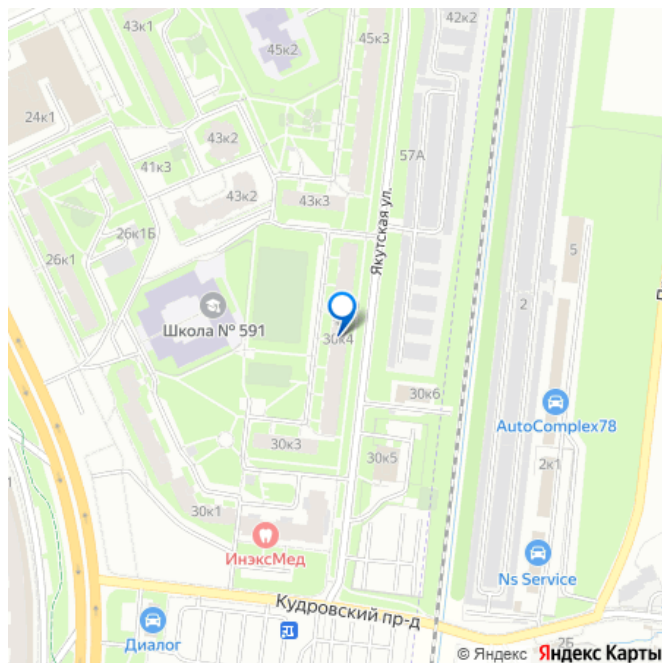 43к1
45к3
42к2
45к2
24к1
43к2
57А
41к3
43к2
43к3
Якутская ул.
26к1Б
26к1
5
2
Школа № 591
30к4
30к6
AutoComplex78
30к3
30к5
2к1
30к1
ИнэксМед
Ns Service
Кудровский пр-д
Диалог
2Б
© Яндекс Яндекс Карты